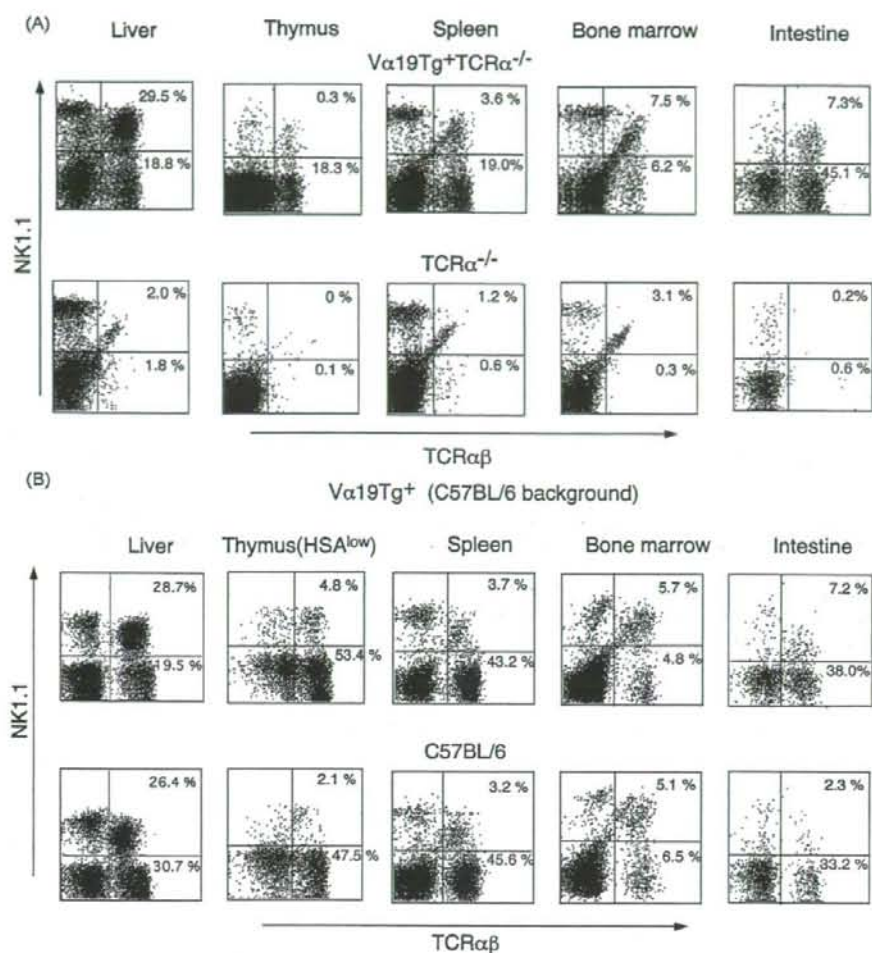 (A)
Liver Thymus Spleen Bone marrow Intestine
Vα19Tg⁺TCRα⁻/⁻
29.5 % 0.3 % 3.6 % 7.5 % 7.3%
18.8 % 18.3 % 19.0% 6.2 % 45.1 %
NK1.1
TCRα⁻/⁻
2.0 % 0 % 1.2 % 3.1 % 0.2%
1.8 % 0.1 % 0.6 % 0.3 % 0.6 %
TCRαβ
(B)
Vα19Tg⁺ (C57BL/6 background)
Liver Thymus(HSAˡᵒʷ) Spleen Bone marrow Intestine
28.7% 4.8 % 3.7 % 5.7 % 7.2 %
19.5 % 53.4 % 43.2 % 4.8 % 38.0%
NK1.1
C57BL/6
26.4 % 2.1 % 3.2 % 5.1 % 2.3 %
30.7 % 47.5 % 45.6 % 6.5 % 33.2 %
TCRαβ